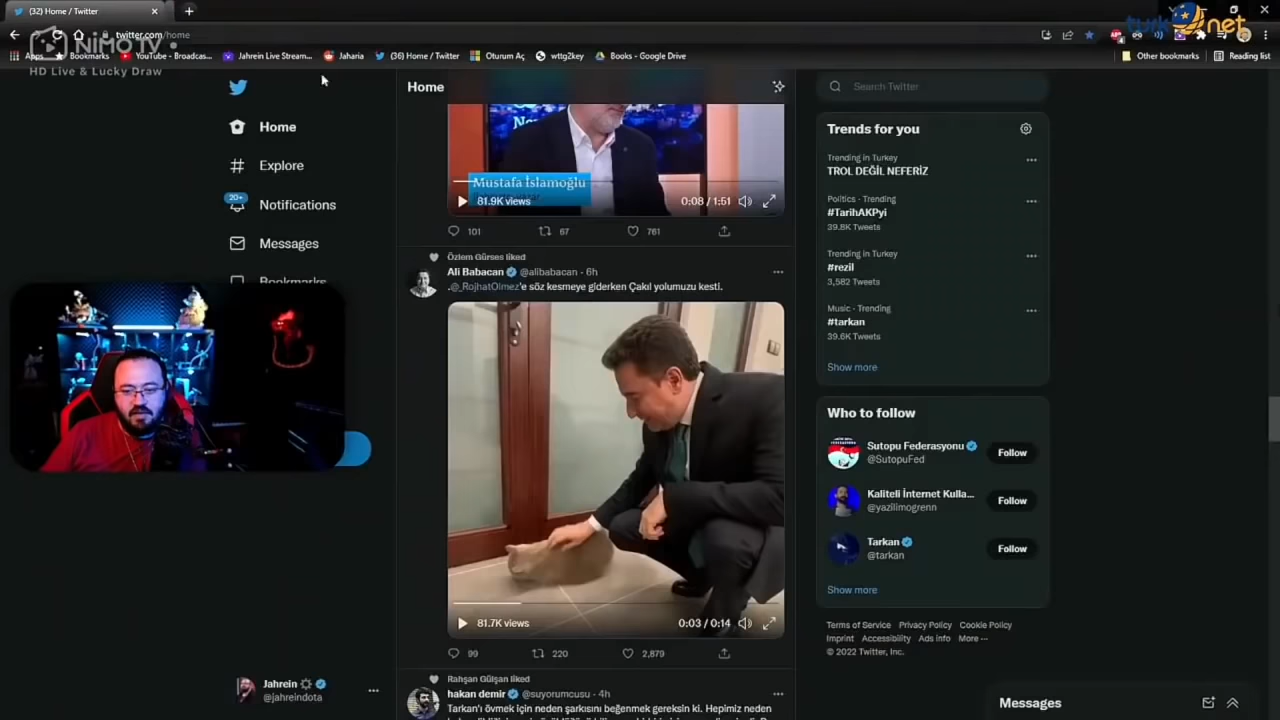 (32) Home / Twitter
twitter.com/home
NiMO TV
HD Live & Lucky Draw
turk net
Apps
Bookmarks
YouTube - Broadcas...
Jahrein Live Stream...
Jaharia
(36) Home / Twitter
Oturum Aç
wttg2key
Books - Google Drive
Other bookmarks
Reading list
Home
Explore
20+
Notifications
Messages
Bookmarks
Jahrein
@jahreindota
Home
Mustafa İslamoğlu
81.9K views
0:08 / 1:51
101
67
761
Özlem Gürses liked
Ali Babacan @alibabacan · 6h
.@_RojhatOlmez'e söz kesmeye giderken Çakıl yolumuzu kesti.
81.7K views
0:03 / 0:14
99
220
2,879
Rahşan Gülşan liked
hakan demir @suyorumcusu · 4h
Tarkan'ı övmek için neden şarkısını beğenmek gereksin ki. Hepimiz neden
Search Twitter
Trends for you
Trending in Turkey
TROL DEĞİL NEFERİZ
Politics · Trending
#TarihAKPyi
39.8K Tweets
Trending in Turkey
#rezil
3,582 Tweets
Music · Trending
#tarkan
39.6K Tweets
Show more
Who to follow
Sutopu Federasyonu
@SutopuFed
Follow
Kaliteli İnternet Kulla...
@yazilimogrenn
Follow
Tarkan
@tarkan
Follow
Show more
Terms of Service Privacy Policy Cookie Policy
Imprint Accessibility Ads info More ···
© 2022 Twitter, Inc.
Messages